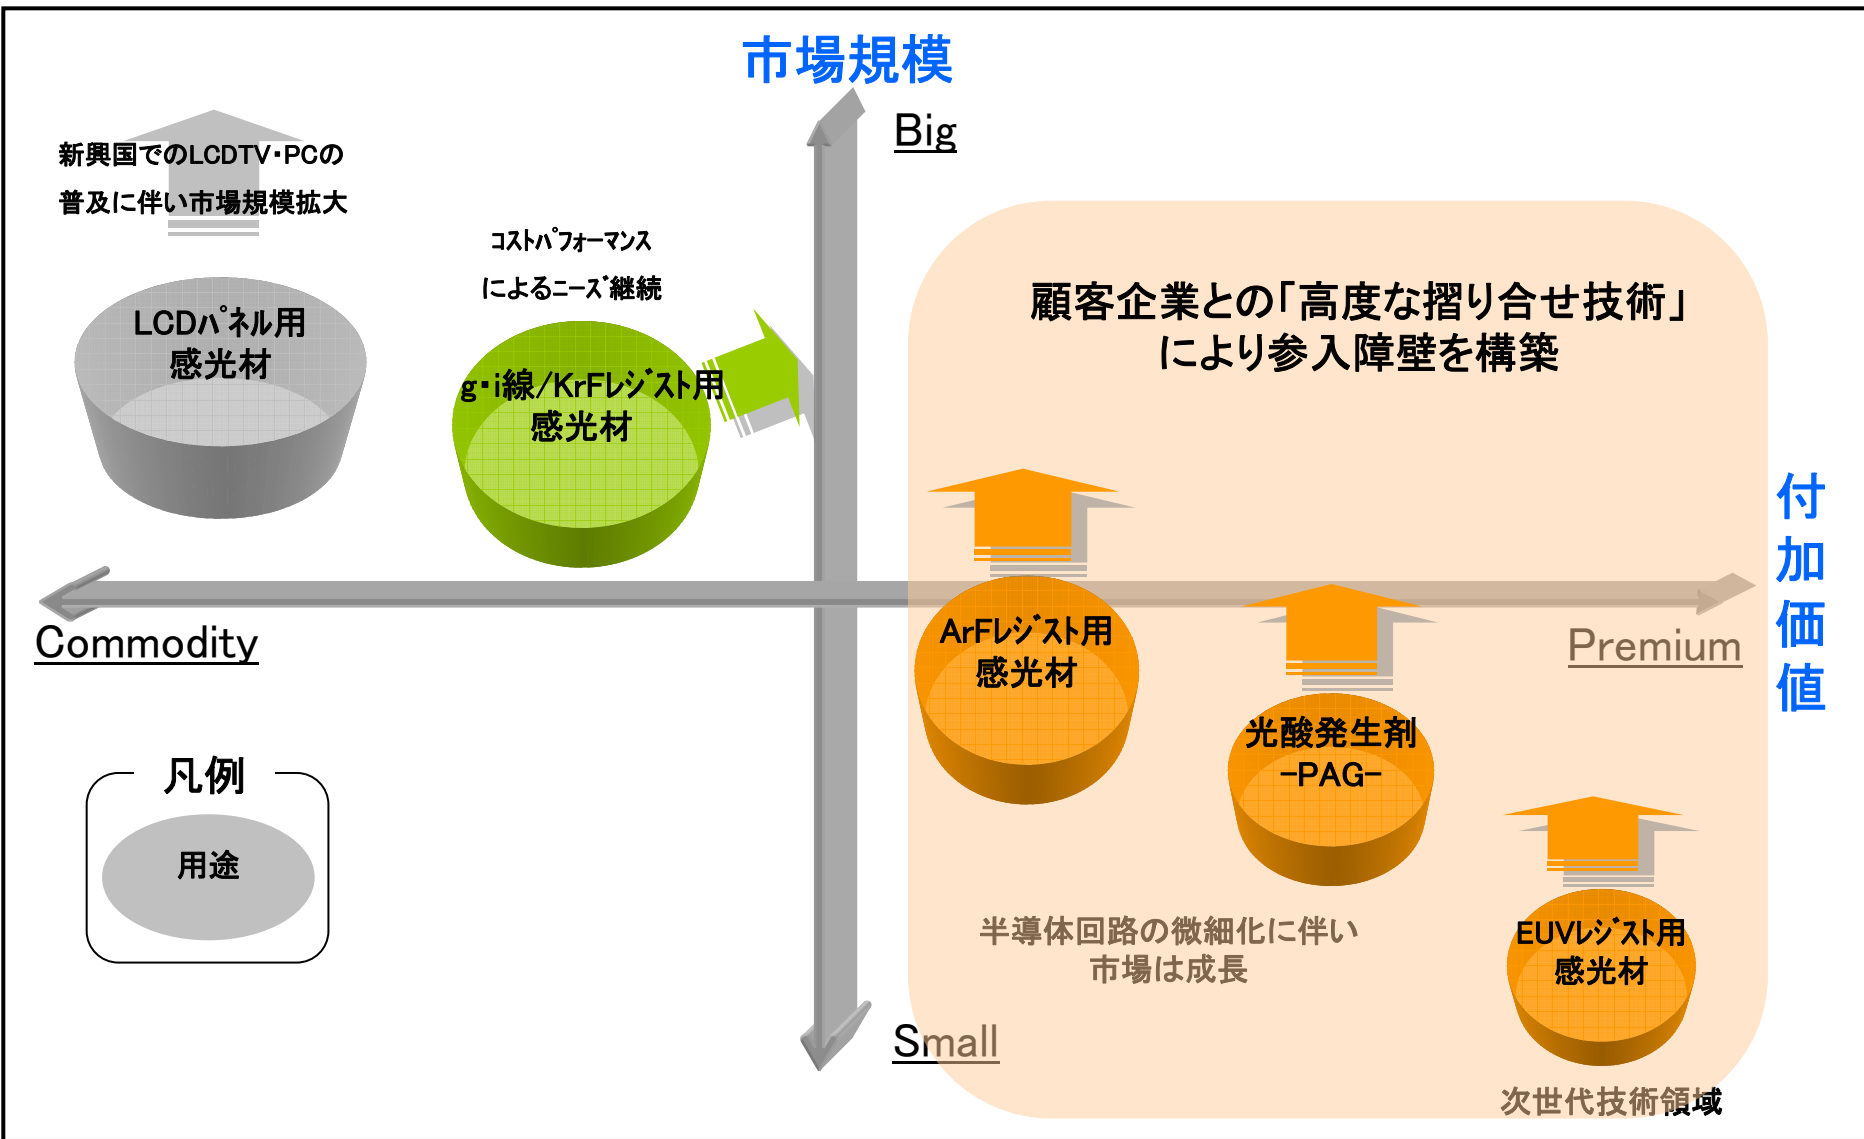 市場規模
Big
新興国でのLCDTV・PCの
普及に伴い市場規模拡大
コストパフォーマンス
によるニーズ継続
LCDパネル用
感光材
g・i線/KrFレジスト用
感光材
顧客企業との「高度な摺り合せ技術」
により参入障壁を構築
付加価値
Commodity
Premium
ArFレジスト用
感光材
光酸発生剤
-PAG-
凡例
用途
半導体回路の微細化に伴い
市場は成長
EUVレジスト用
感光材
Small
次世代技術領域